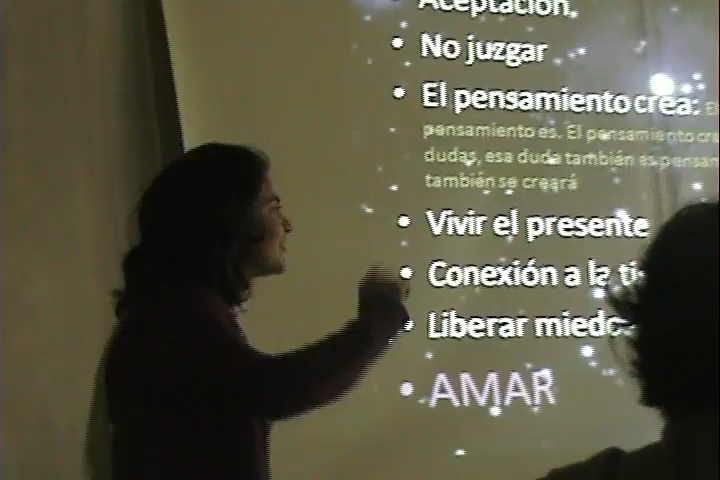 Aceptación.
No juzgar
El pensamiento crea:
pensamiento es. El pensamiento
dudas, esa duda también es
también se creará
Vivir el presente
Conexión a la
Liberar
AMAR